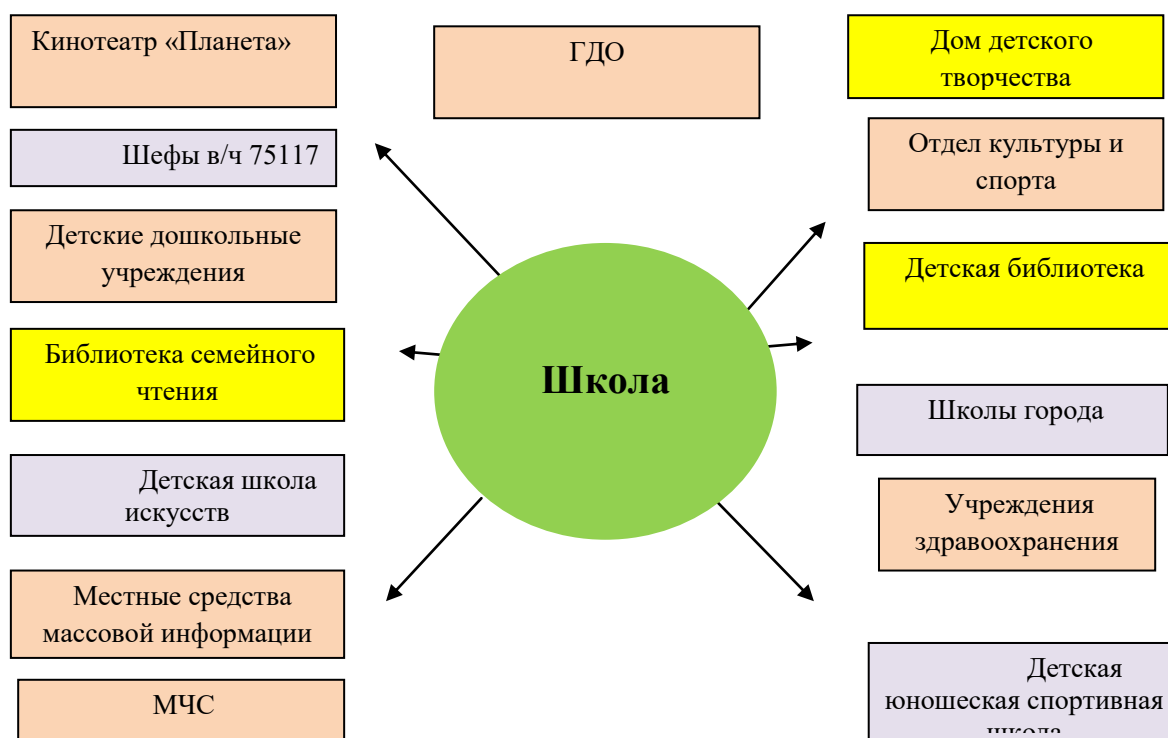 Кинотеатр «Планета»
Шефы в/ч 75117
Детские дошкольные
учреждения
Библиотека семейного
чтения
Детская школа
искусств
Местные средства
массовой информации
МЧС
ГДО
Школа
Дом детского
творчества
Отдел культуры и
спорта
Детская библиотека
Школы города
Учреждения
здравоохранения
Детская
юношеская спортивная
школа